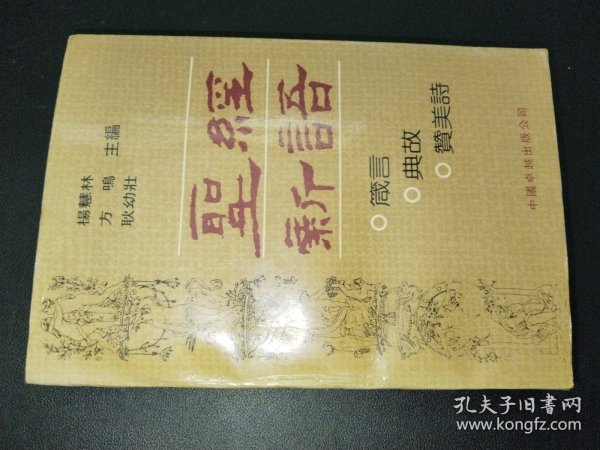 楊慧林
方鳴 主編
耿幼壯
聖經
新語
○箴言
○典故
○贊美詩
中國卓越出版公司
孔夫子旧书网
www.kongfz.com